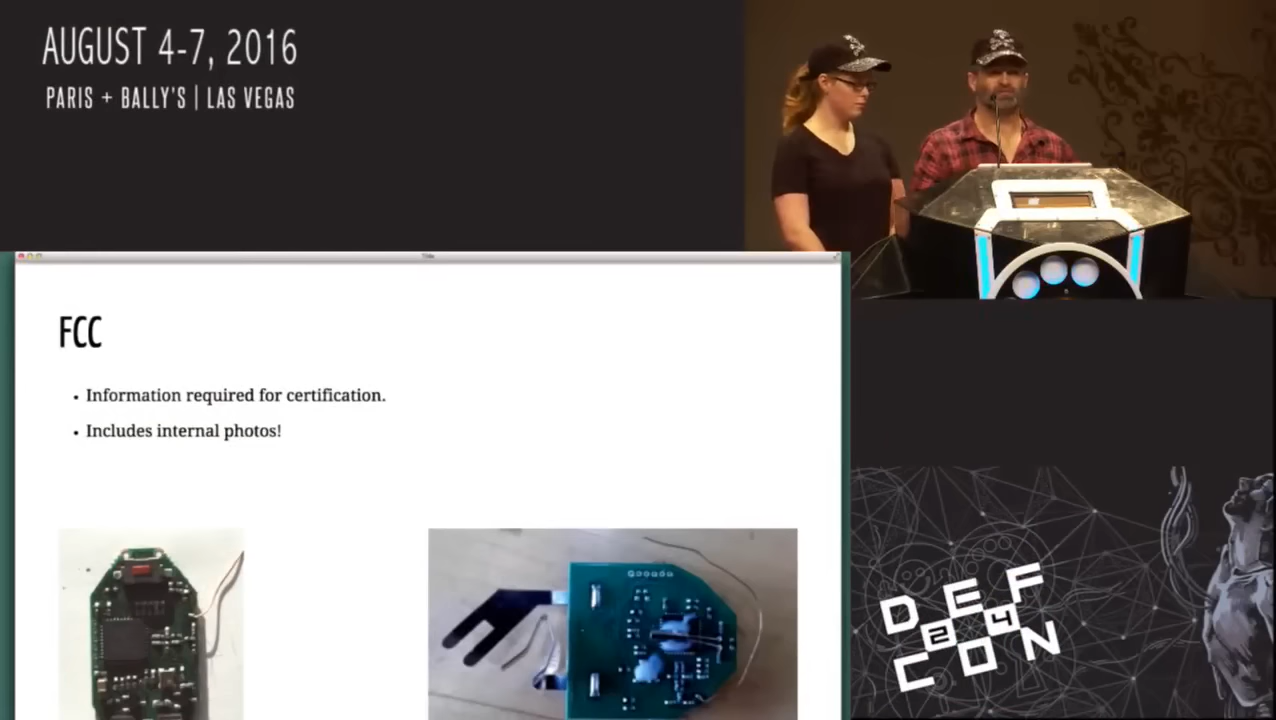 AUGUST 4-7, 2016
PARIS + BALLY'S | LAS VEGAS
Title
FCC
• Information required for certification.
• Includes internal photos!
DEF
24
CON